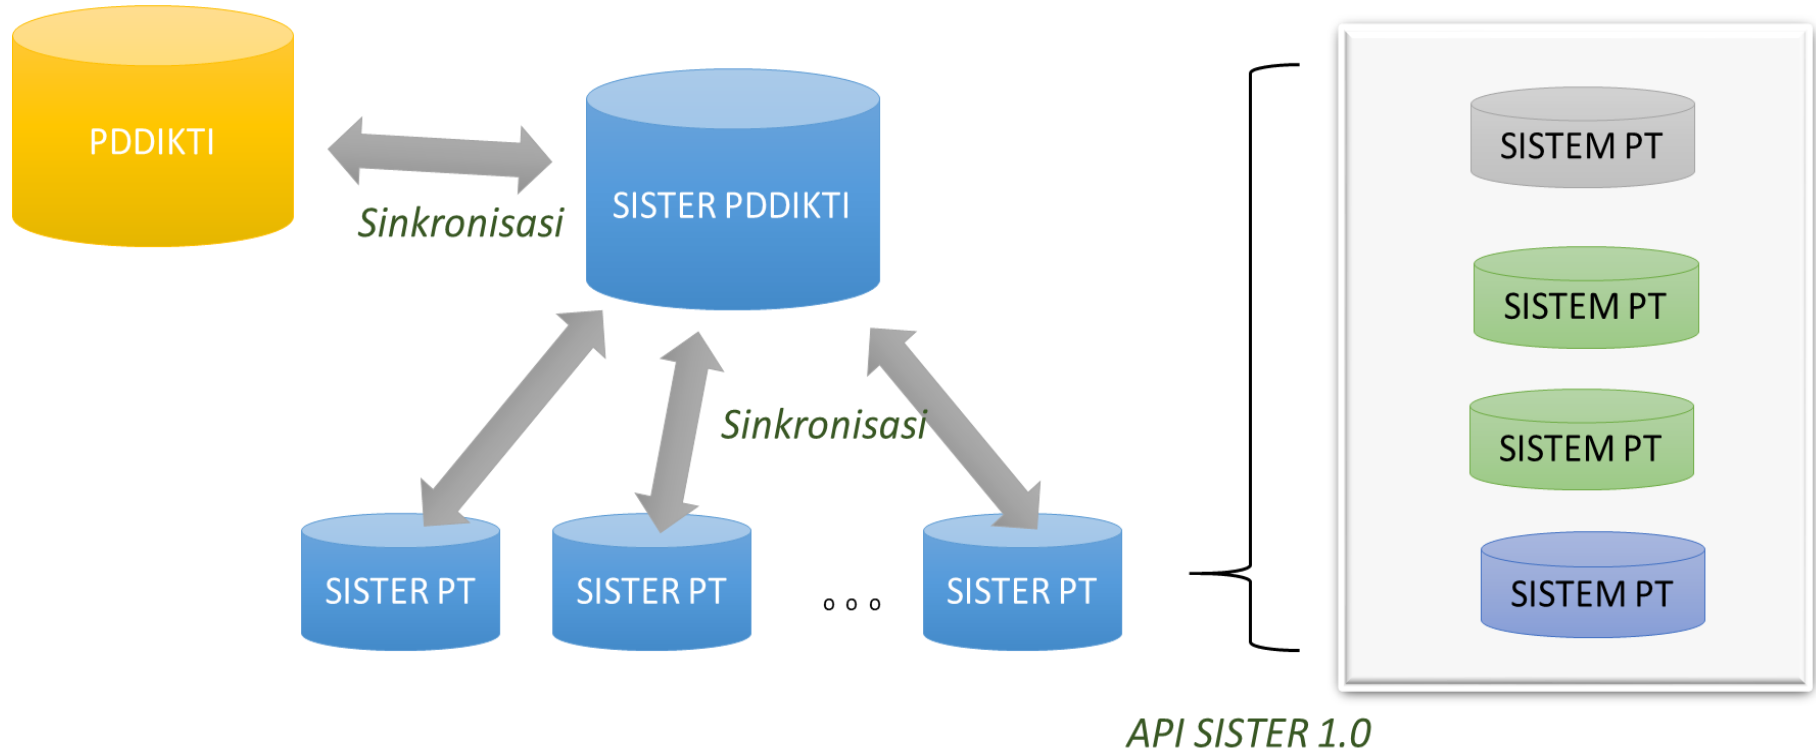 PDDIKTI
Sinkronisasi
SISTER PDDIKTI
Sinkronisasi
SISTER PT
SISTER PT
SISTER PT
SISTEM PT
SISTEM PT
SISTEM PT
SISTEM PT
API SISTER 1.0